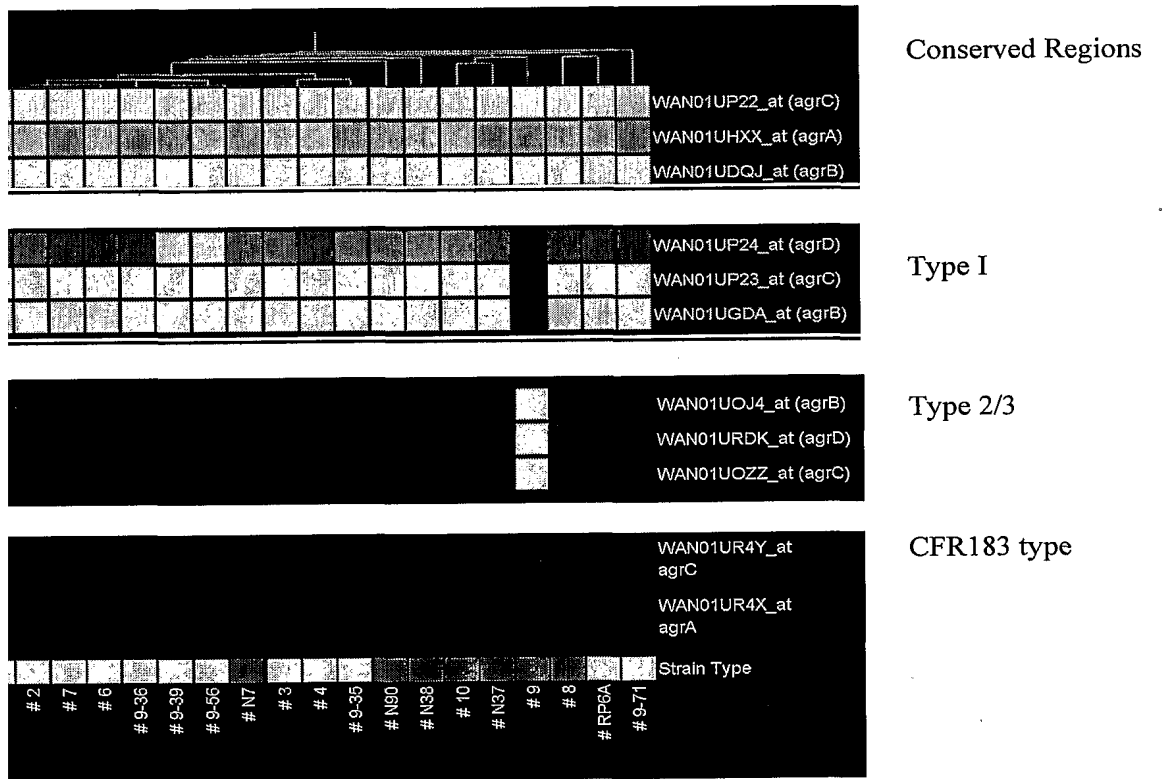 Conserved Regions
WAN01UP22_at (agrC)
WAN01UHXX_at (agrA)
WAN01UDQJ_at (agrB)
Type I
WAN01UP24_at (agrD)
WAN01UP23_at (agrC)
WAN01UGDA_at (agrB)
Type 2/3
WAN01UOJ4_at (agrB)
WAN01URDK_at (agrD)
WAN01UOZZ_at (agrC)
CFR183 type
WAN01UR4Y_at
agrC
WAN01UR4X_at
agrA
Strain Type
# 2
# 7
# 6
# 9-36
# 9-39
# 9-56
# N7
# 3
# 4
# 9-35
# N90
# N38
# 10
# N37
# 9
# 8
# RP6A
# 9-71